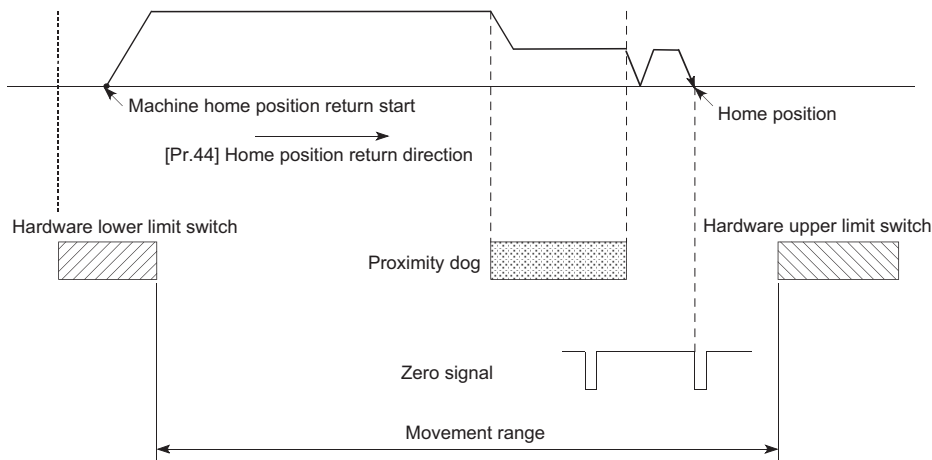 Machine home position return start
Home position
[Pr.44] Home position return direction
Hardware lower limit switch
Hardware upper limit switch
Proximity dog
Zero signal
Movement range